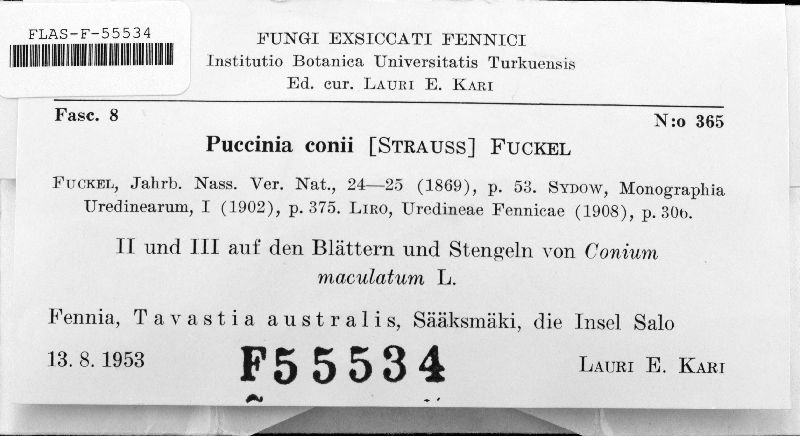 FLAS-F-55534
FUNGI EXSICCATI FENNICI
Institutio Botanica Universitatis Turkuensis
Ed. cur. LAURI E. KARI
Fasc. 8 N:o 365
Puccinia conii [STRAUSS] FUCKEL
FUCKEL, Jahrb. Nass. Ver. Nat., 24—25 (1869), p. 53. SYDOW, Monographia
Uredinearum, I (1902), p. 375. LIRO, Uredineae Fennicae (1908), p. 306.
II und III auf den Blättern und Stengeln von Conium
maculatum L.
Fennia, Tavastia australis, Sääksmäki, die Insel Salo
13. 8. 1953 LAURI E. KARI
F55534